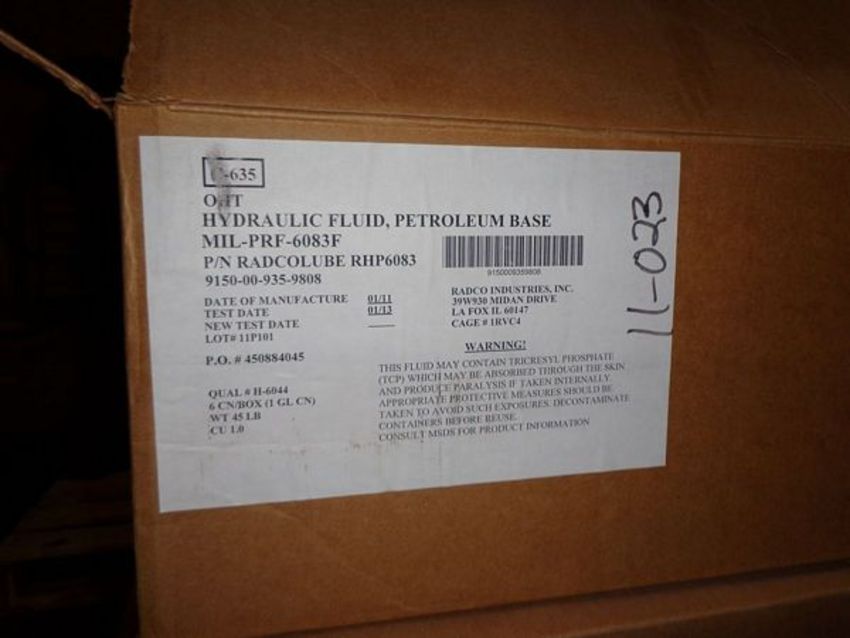 C-635
OHT
HYDRAULIC FLUID, PETROLEUM BASE
MIL-PRF-6083F
P/N RADCOLUBE RHP6083
9150-00-935-9808
9150009359808
DATE OF MANUFACTURE 01/11
TEST DATE 01/13
NEW TEST DATE
LOT# 11P101
P.O. # 450884045
QUAL # H-6044
6 CN/BOX (1 GL CN)
WT 45 LB
CU 1.0
RADCO INDUSTRIES, INC.
39W930 MIDAN DRIVE
LA FOX IL 60147
CAGE # 1RVC4
WARNING!
THIS FLUID MAY CONTAIN TRICRESYL PHOSPHATE
(TCP) WHICH MAY BE ABSORBED THROUGH THE SKIN
AND PRODUCE PARALYSIS IF TAKEN INTERNALLY.
APPROPRIATE PROTECTIVE MEASURES SHOULD BE
TAKEN TO AVOID SUCH EXPOSURES. DECONTAMINATE
CONTAINERS BEFORE REUSE.
CONSULT MSDS FOR PRODUCT INFORMATION
11-023